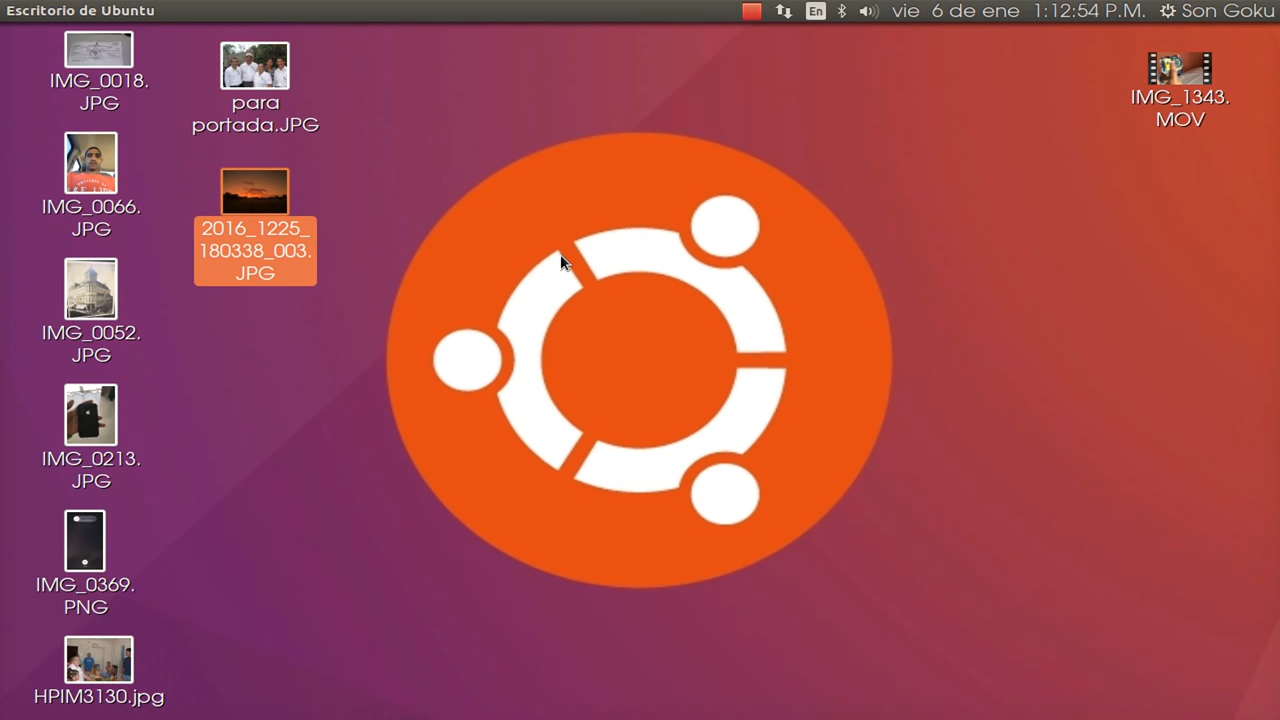 Escritorio de Ubuntu
En
vie 6 de ene 1:12:54 P.M.
Son Goku
IMG_0018.
JPG
IMG_0066.
JPG
IMG_0052.
JPG
IMG_0213.
JPG
IMG_0369.
PNG
HPIM3130.jpg
para
portada.JPG
2016_1225_
180338_003.
JPG
IMG_1343.
MOV